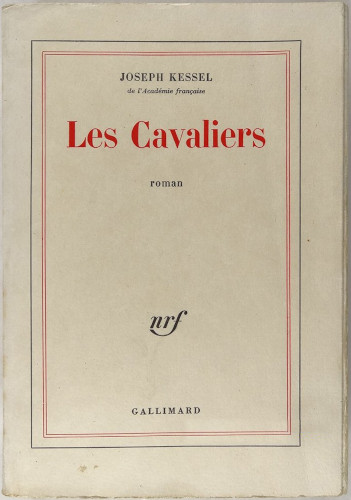 JOSEPH KESSEL
de l'Académie française
Les Cavaliers
roman
nrf
GALLIMARD